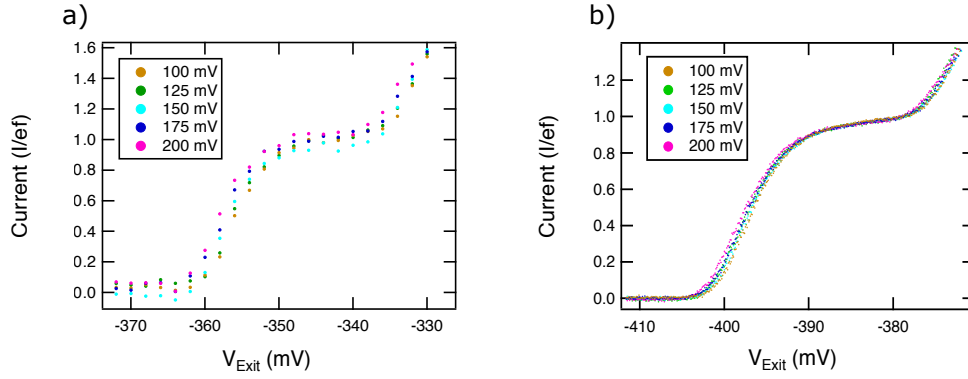 a)
Current (I/ef)
1.6
1.4
1.2
1.0
0.8
0.6
0.4
0.2
0.0
100 mV
125 mV
150 mV
175 mV
200 mV
-370 -360 -350 -340 -330
V_Exit (mV)
b)
Current (I/ef)
1.2
1.0
0.8
0.6
0.4
0.2
0.0
100 mV
125 mV
150 mV
175 mV
200 mV
-410 -400 -390 -380
V_Exit (mV)